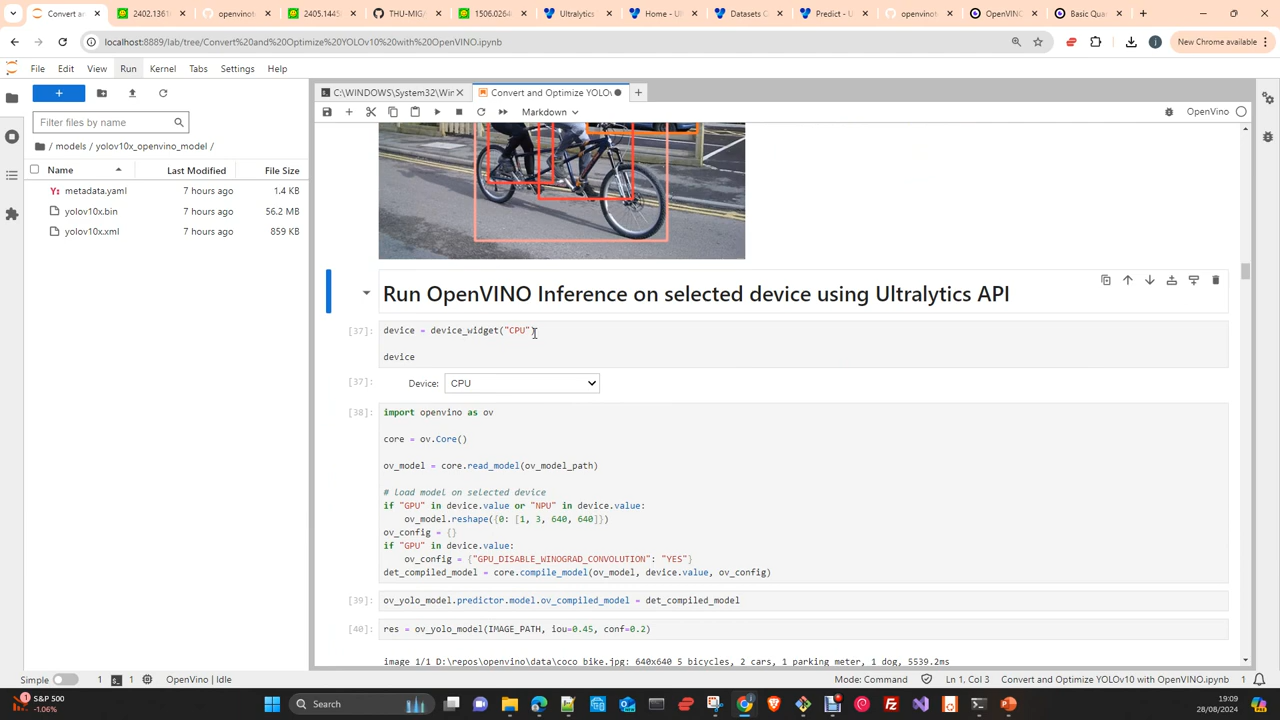 Convert ar
2402.1361
openvinot
2405.1445
THU-MIGA
1506.0264
Ultralytics
Home - Ul
Datasets C
Predict - U
openvinot
OpenVINO
Basic Qua
localhost:8889/lab/tree/Convert%20and%20Optimize%20YOLOv10%20with%20OpenVINO.ipynb
New Chrome available
File Edit View Run Kernel Tabs Settings Help
C:\WINDOWS\System32\Win
Convert and Optimize YOLO
Filter files by name
Markdown
OpenVino
/ models / yolov10x_openvino_model /
Name Last Modified File Size
Y: metadata.yaml 7 hours ago 1.4 KB
yolov10x.bin 7 hours ago 56.2 MB
yolov10x.xml 7 hours ago 859 KB
Run OpenVINO Inference on selected device using Ultralytics API
[37]: device = device_widget("CPU")
device
[37]: Device: CPU
[38]: import openvino as ov
core = ov.Core()
ov_model = core.read_model(ov_model_path)
# load model on selected device
if "GPU" in device.value or "NPU" in device.value:
ov_model.reshape({0: [1, 3, 640, 640]})
ov_config = {}
if "GPU" in device.value:
ov_config = {"GPU_DISABLE_WINOGRAD_CONVOLUTION": "YES"}
det_compiled_model = core.compile_model(ov_model, device.value, ov_config)
[39]: ov_yolo_model.predictor.model.ov_compiled_model = det_compiled_model
[40]: res = ov_yolo_model(IMAGE_PATH, iou=0.45, conf=0.2)
image 1/1 D:\repos\openvino\data\coco bike.jpg: 640x640 5 bicycles, 2 cars, 1 parking meter, 1 dog, 5539.2ms
Simple 1 1 OpenVino | Idle
Mode: Command Ln 1, Col 3 Convert and Optimize YOLOv10 with OpenVINO.ipynb 1
S&P 500
-1.06%
Search
19:09
28/08/2024